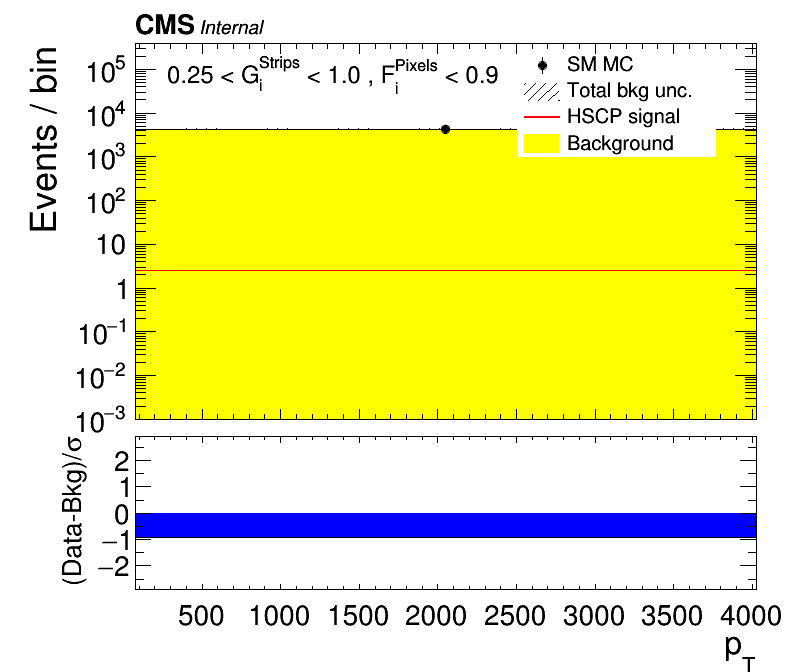 CMS Internal
0.25 < G_i^Strips < 1.0 , F_i^Pixels < 0.9
SM MC
Total bkg unc.
HSCP signal
Background
Events / bin
10^5
10^4
10^3
10^2
10
1
10^−1
10^−2
10^−3
(Data-Bkg)/σ
2
1
0
−1
−2
500 1000 1500 2000 2500 3000 3500 4000
p_T